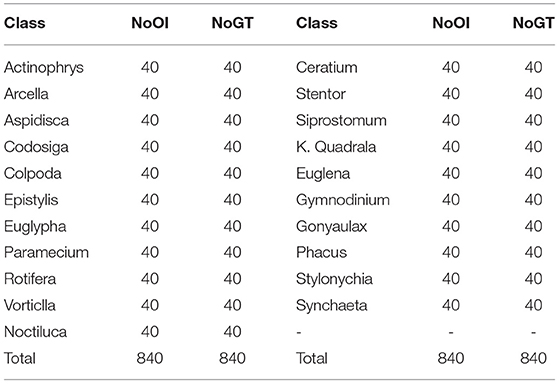 Class NoOI NoGT Class NoOI NoGT
Actinophrys 40 40 Ceratium 40 40
Arcella 40 40 Stentor 40 40
Aspidisca 40 40 Siprostomum 40 40
Codosiga 40 40 K. Quadrala 40 40
Colpoda 40 40 Euglena 40 40
Epistylis 40 40 Gymnodinium 40 40
Euglypha 40 40 Gonyaulax 40 40
Paramecium 40 40 Phacus 40 40
Rotifera 40 40 Stylonychia 40 40
Vorticlla 40 40 Synchaeta 40 40
Noctiluca 40 40 - - -
Total 840 840 Total 840 840